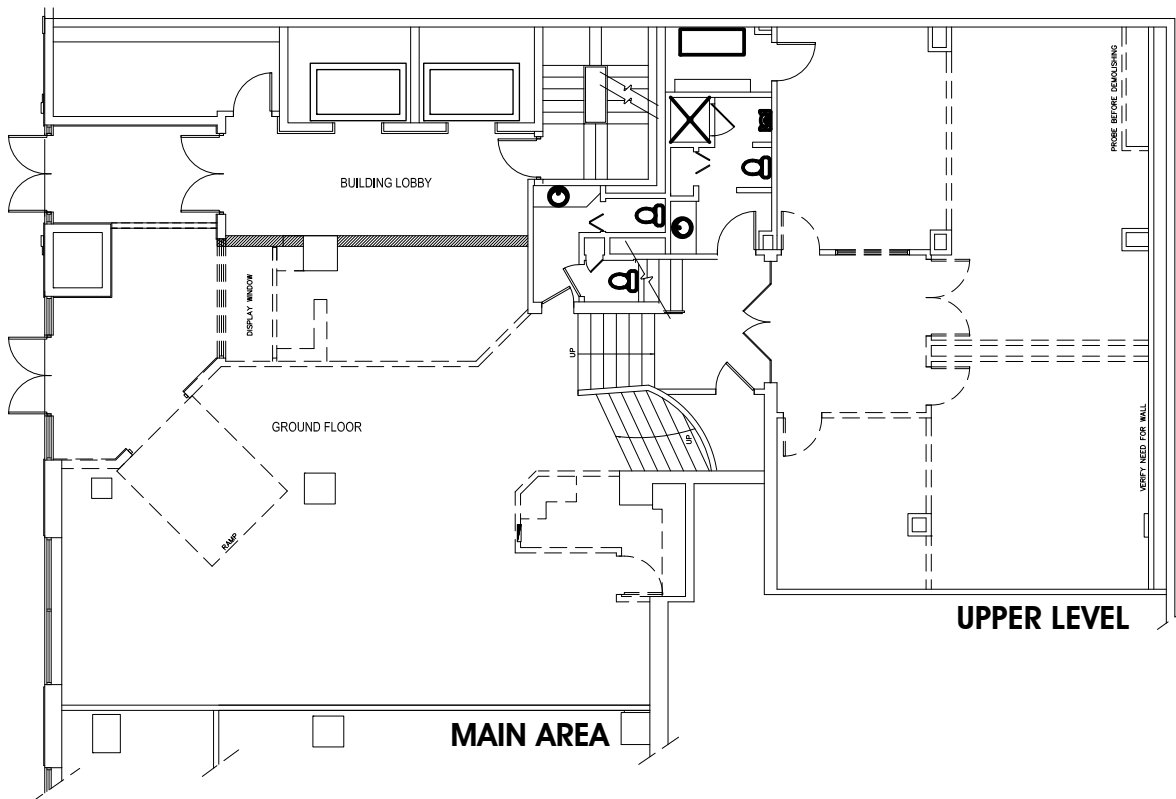 PROBE BEFORE DEMOLISHING
BUILDING LOBBY
DISPLAY WINDOW
UP
GROUND FLOOR
UP
VERIFY NEED FOR WALL
RAMP
UPPER LEVEL
MAIN AREA